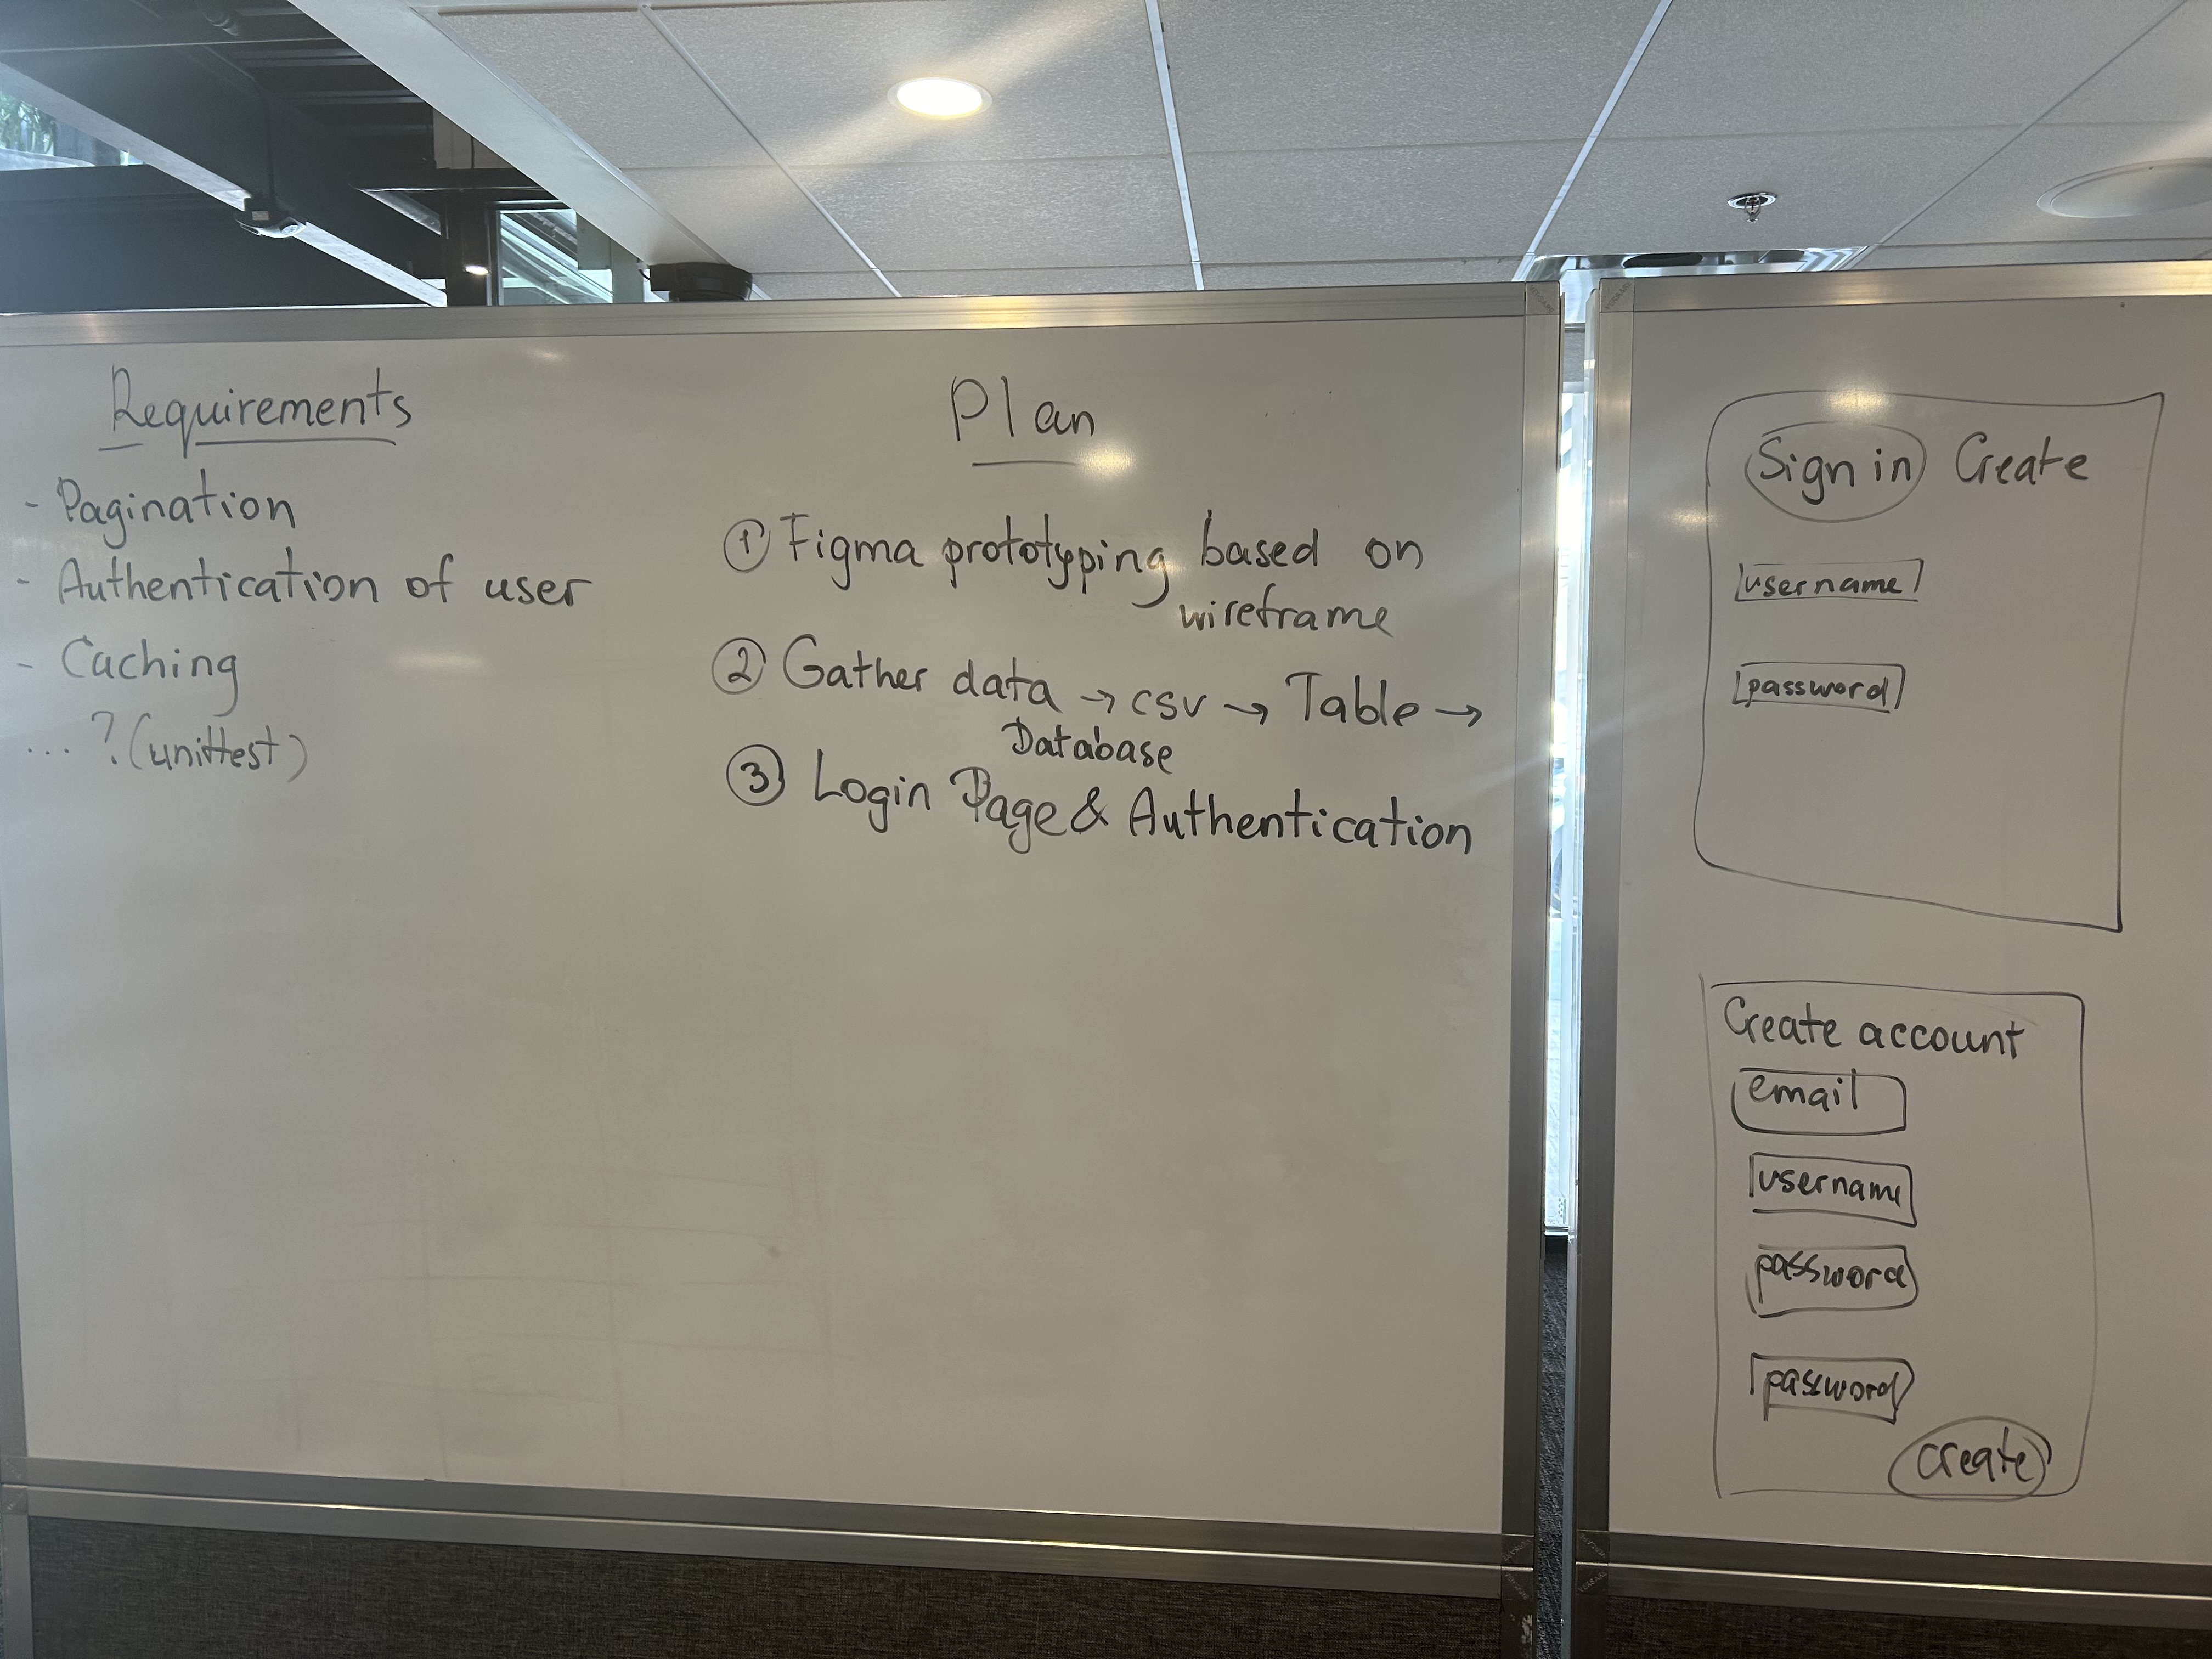 Requirements
- Pagination
- Authentication of user
- Caching
... ? (unittest)
Plan
① Figma prototyping based on
wireframe
② Gather data → csv → Table →
Database
③ Login Page & Authentication
Sign in Create
username
password
Create account
email
username
password
password
create